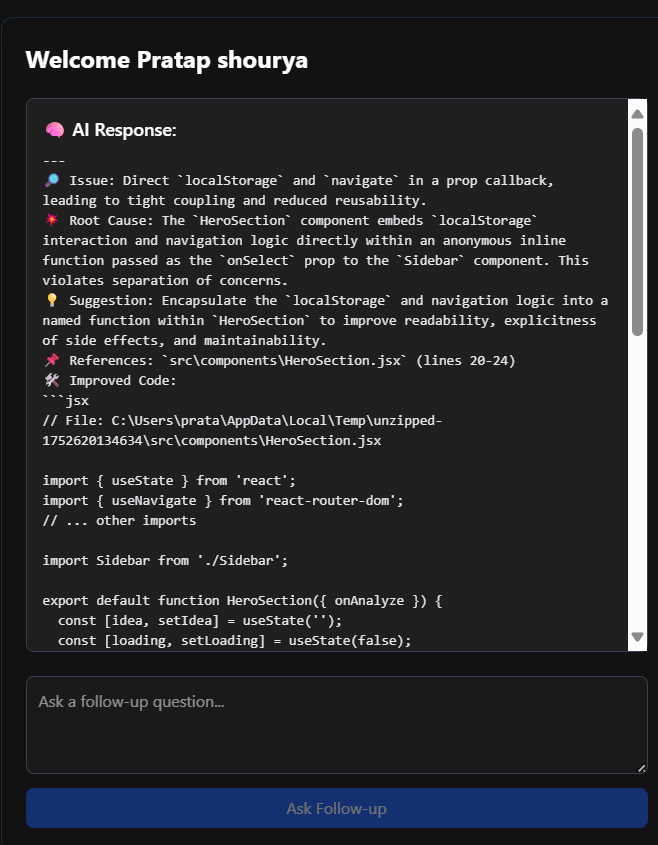 Welcome Pratap shourya
🧠 AI Response:
---
🔎 Issue: Direct `localStorage` and `navigate` in a prop callback,
leading to tight coupling and reduced reusability.
💥 Root Cause: The `HeroSection` component embeds `localStorage`
interaction and navigation logic directly within an anonymous inline
function passed as the `onSelect` prop to the `Sidebar` component. This
violates separation of concerns.
💡 Suggestion: Encapsulate the `localStorage` and navigation logic into a
named function within `HeroSection` to improve readability, explicitness
of side effects, and maintainability.
📌 References: `src\components\HeroSection.jsx` (lines 20-24)
🛠 Improved Code:
```jsx
// File: C:\Users\prata\AppData\Local\Temp\unzipped-
1752620134634\src\components\HeroSection.jsx
import { useState } from 'react';
import { useNavigate } from 'react-router-dom';
// ... other imports
import Sidebar from './Sidebar';
export default function HeroSection({ onAnalyze }) {
  const [idea, setIdea] = useState('');
  const [loading, setLoading] = useState(false);
Ask a follow-up question...
Ask Follow-up